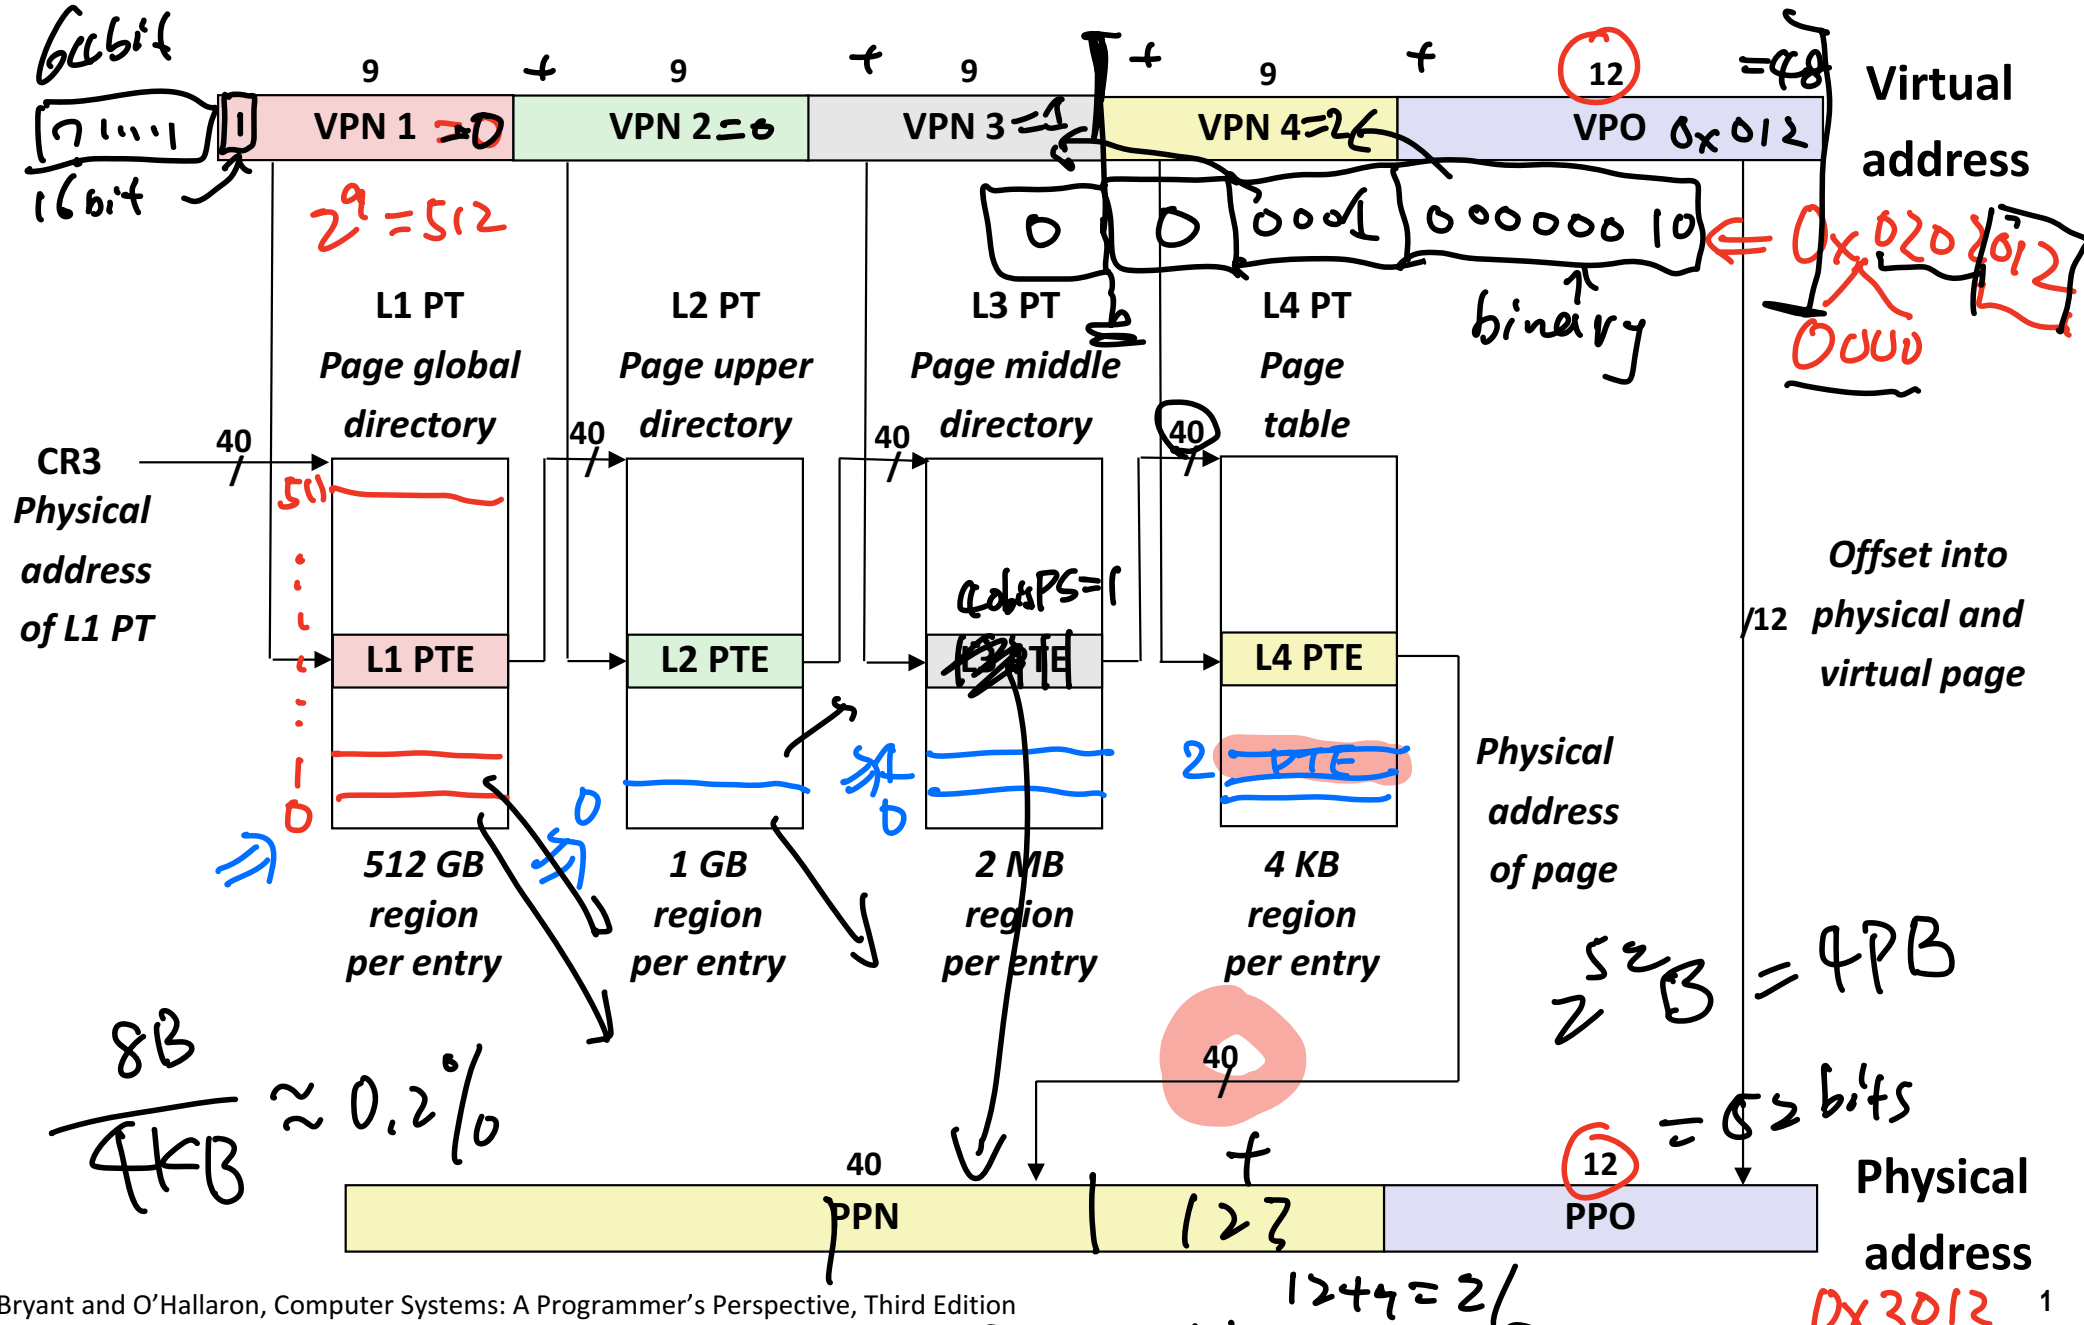 64bit
9 + 9 + 9 + 9 + 12 =48
1 VPN 1 =0 VPN 2 =0 VPN 3 =1 VPN 4 =2 VPO 0x012
Virtual
address
16bit
2^9 = 512
0 0 0001 00000010 ⇐ 0x0202012
binary
0000
L1 PT L2 PT L3 PT L4 PT
Page global Page upper Page middle Page
directory directory directory table
40 40 40 40
CR3
Physical
address
of L1 PT
511
1
0
L1 PTE L2 PTE L4 PTE
PS=1
0
1
0
2 PTE
Offset into
/12 physical and
virtual page
512 GB 1 GB 2 MB 4 KB
region region region region
per entry per entry per entry per entry
Physical
address
of page
2^52 B = 4PB
8B
4KB
≈ 0.2%
40
= 52 bits
40 + 12
PPN PPO
Physical
address
12+9=21
0x3012
Bryant and O'Hallaron, Computer Systems: A Programmer's Perspective, Third Edition
1